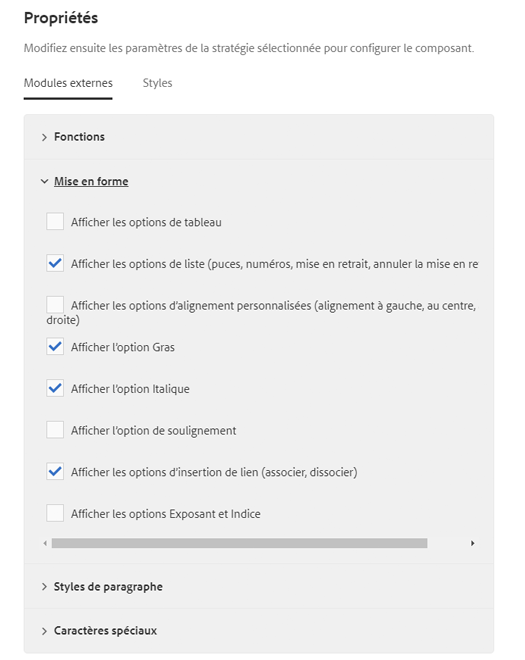 Propriétés
Modifiez ensuite les paramètres de la stratégie sélectionnée pour configurer le composant.
Modules externes Styles
Fonctions
Mise en forme
Afficher les options de tableau
Afficher les options de liste (puces, numéros, mise en retrait, annuler la mise en re
Afficher les options d'alignement personnalisées (alignement à gauche, au centre,
droite)
Afficher l'option Gras
Afficher l'option Italique
Afficher l'option de soulignement
Afficher les options d'insertion de lien (associer, dissocier)
Afficher les options Exposant et Indice
Styles de paragraphe
Caractères spéciaux